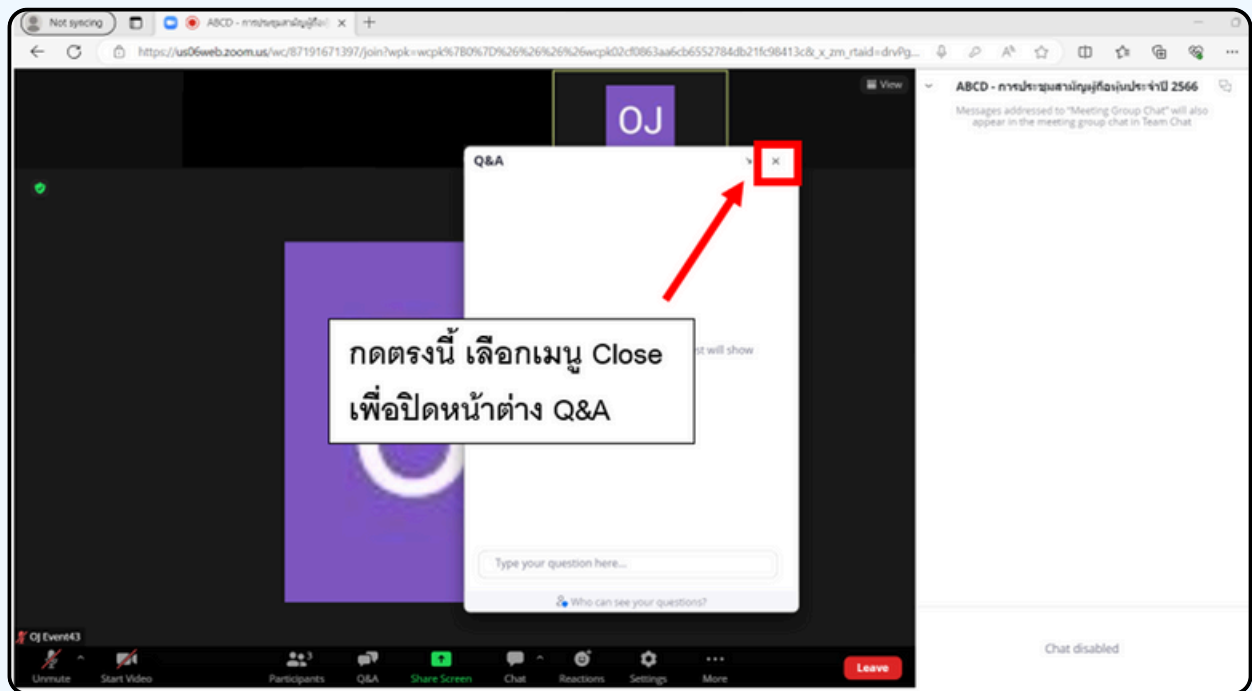 Not syncing
ABCD - การประชุมสามัญผู้ถือหุ้
https://us06web.zoom.us/wc/87191671397/join?wpk=wcpk%7B0%7D%26%26%26%26wcpk02cf0863aa6cb6552784db21fc98413c&_x_zm_rtaid=drvPg...
View
ABCD - การประชุมสามัญผู้ถือหุ้นประจำปี 2566
Messages addressed to "Meeting Group Chat" will also
appear in the meeting group chat in Team Chat
OJ
Q&A
st will show
กดตรงนี้ เลือกเมนู Close
เพื่อปิดหน้าต่าง Q&A
Type your question here...
Who can see your questions?
OJ Event43
Chat disabled
3
Unmute Start Video Participants Q&A Share Screen Chat Reactions Settings More Leave